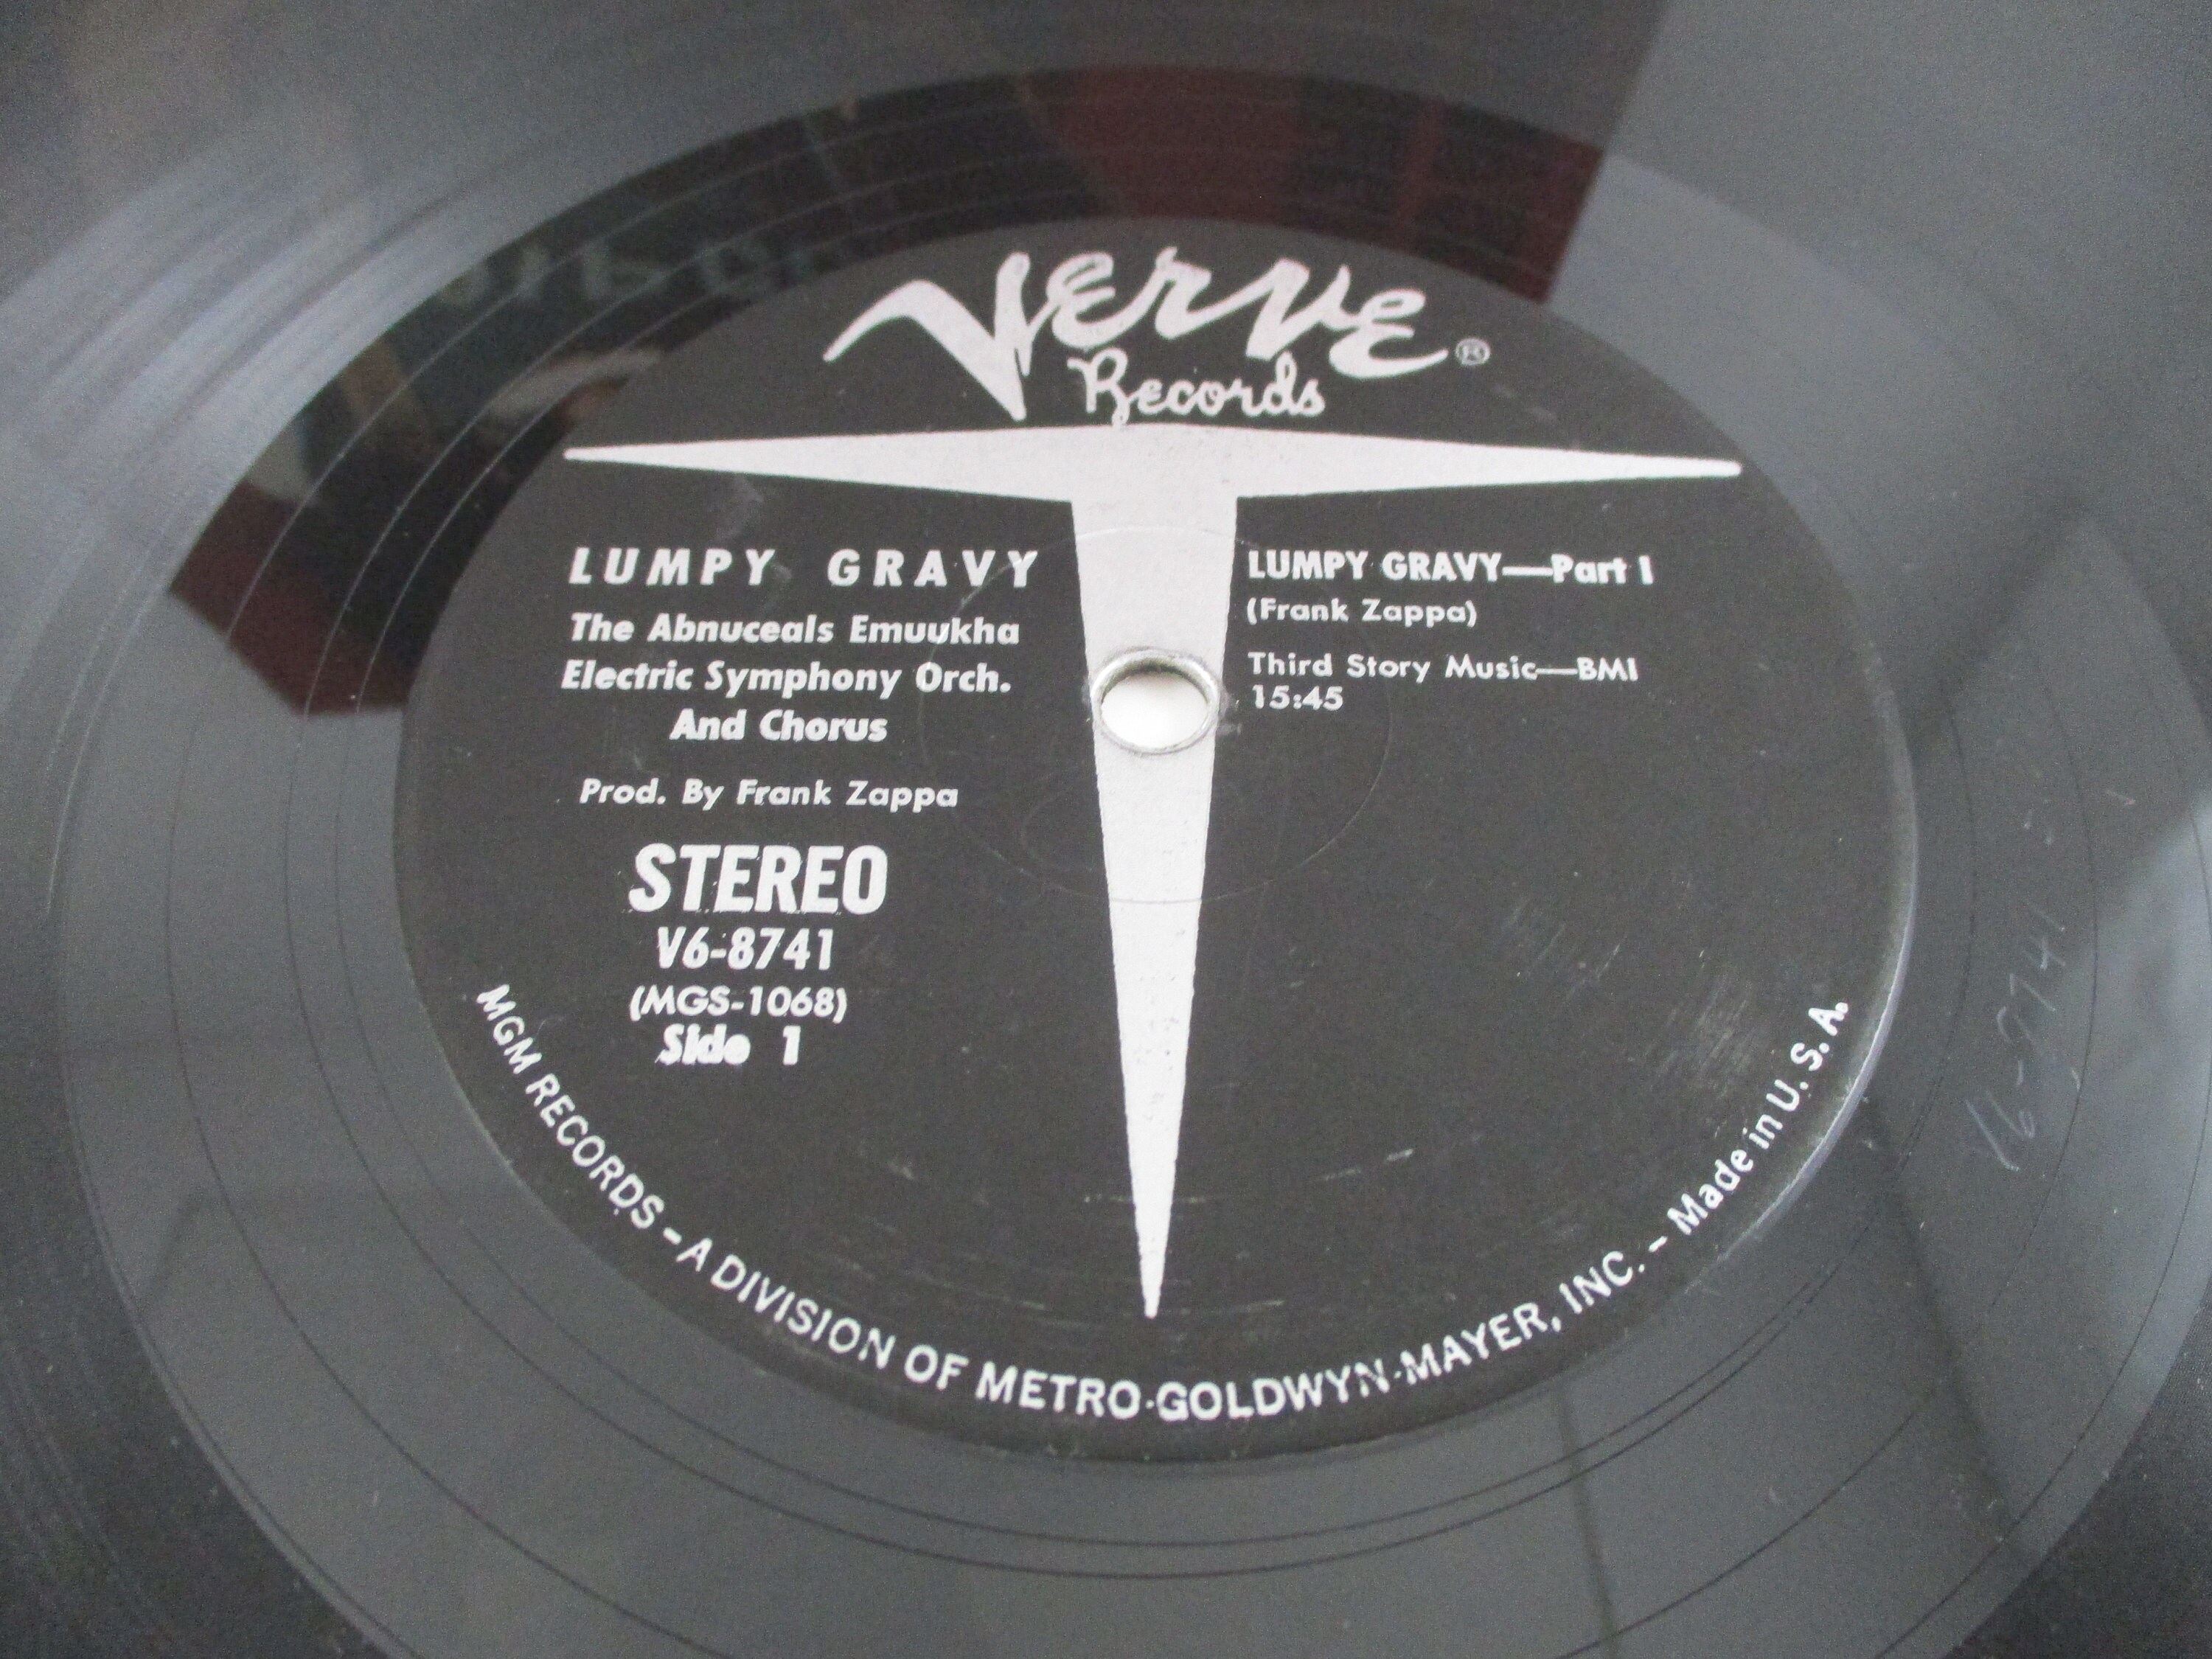 Verve ®
Records
LUMPY GRAVY
The Abnuceals Emuukha
Electric Symphony Orch.
And Chorus
Prod. By Frank Zappa
STEREO
V6-8741
(MGS-1068)
Side 1
LUMPY GRAVY—Part I
(Frank Zappa)
Third Story Music—BMI
15:45
MGM RECORDS - A DIVISION OF METRO-GOLDWYN-MAYER, INC. - Made in U. S. A.